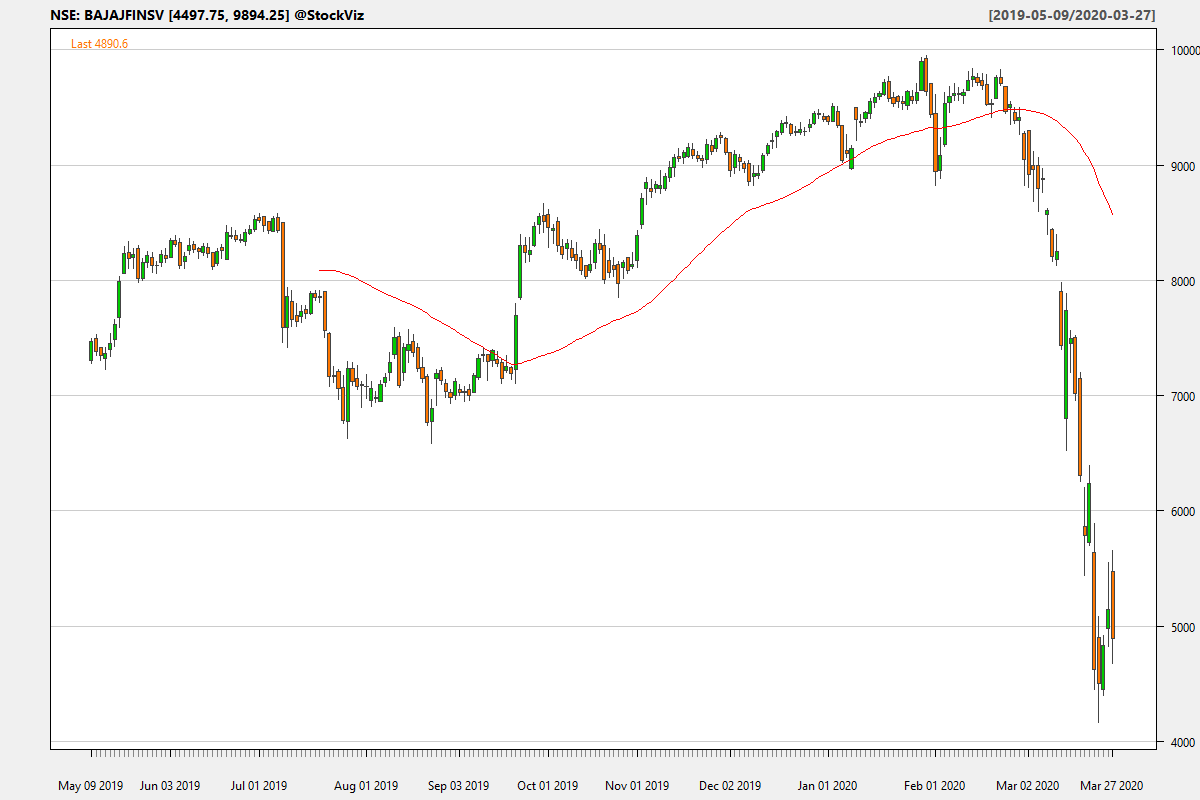 NSE: BAJAJFINSV [4497.75, 9894.25] @StockViz
[2019-05-09/2020-03-27]
Last 4890.6
10000
9000
8000
7000
6000
5000
4000
May 09 2019 Jun 03 2019 Jul 01 2019 Aug 01 2019 Sep 03 2019 Oct 01 2019 Nov 01 2019 Dec 02 2019 Jan 01 2020 Feb 01 2020 Mar 02 2020 Mar 27 2020